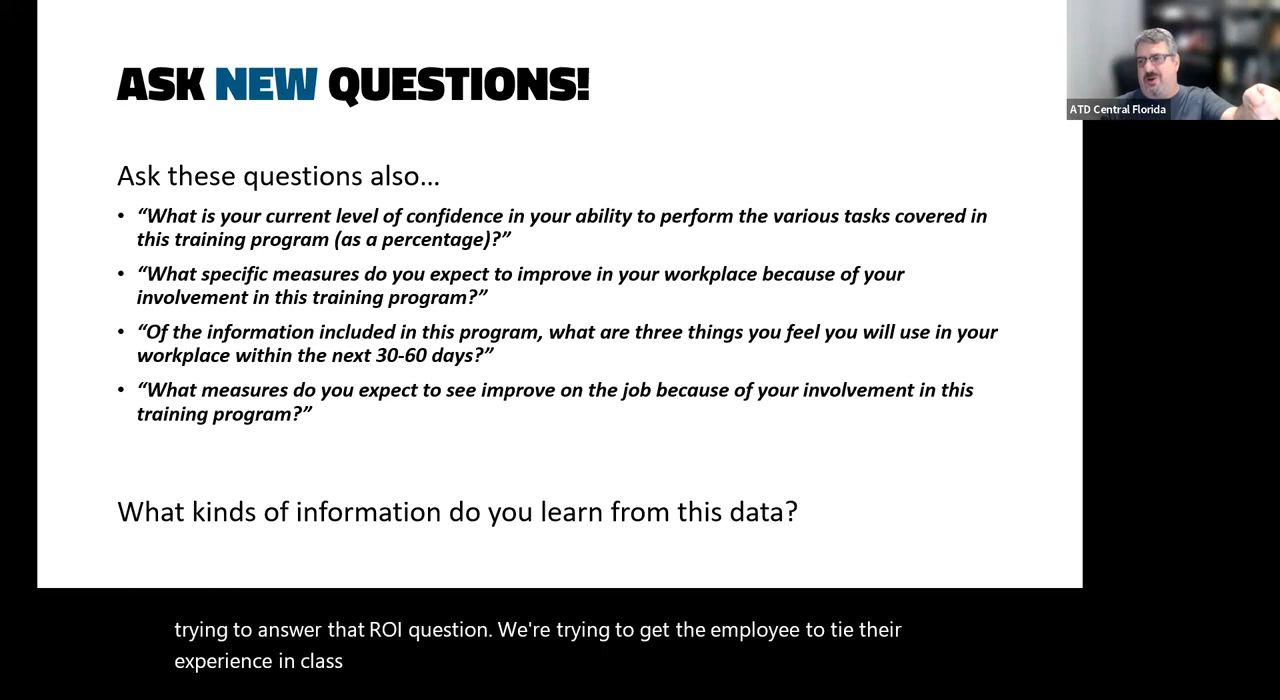 ASK NEW QUESTIONS!
ATD Central Florida
Ask these questions also...
• “What is your current level of confidence in your ability to perform the various tasks covered in
this training program (as a percentage)?”
• “What specific measures do you expect to improve in your workplace because of your
involvement in this training program?”
• “Of the information included in this program, what are three things you feel you will use in your
workplace within the next 30-60 days?”
• “What measures do you expect to see improve on the job because of your involvement in this
training program?”
What kinds of information do you learn from this data?
trying to answer that ROI question. We're trying to get the employee to tie their
experience in class